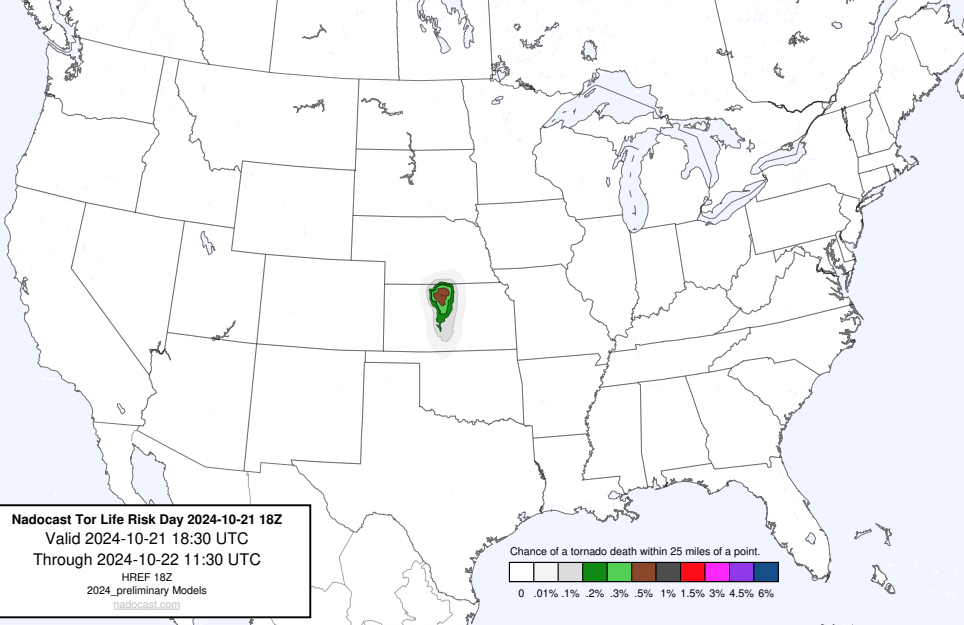 Nadocast Tor Life Risk Day 2024-10-21 18Z
Valid 2024-10-21 18:30 UTC
Through 2024-10-22 11:30 UTC
HREF 18Z
2024_preliminary Models
nadocast.com
Chance of a tornado death within 25 miles of a point.
0 .01% .1% .2% .3% .5% 1% 1.5% 3% 4.5% 6%